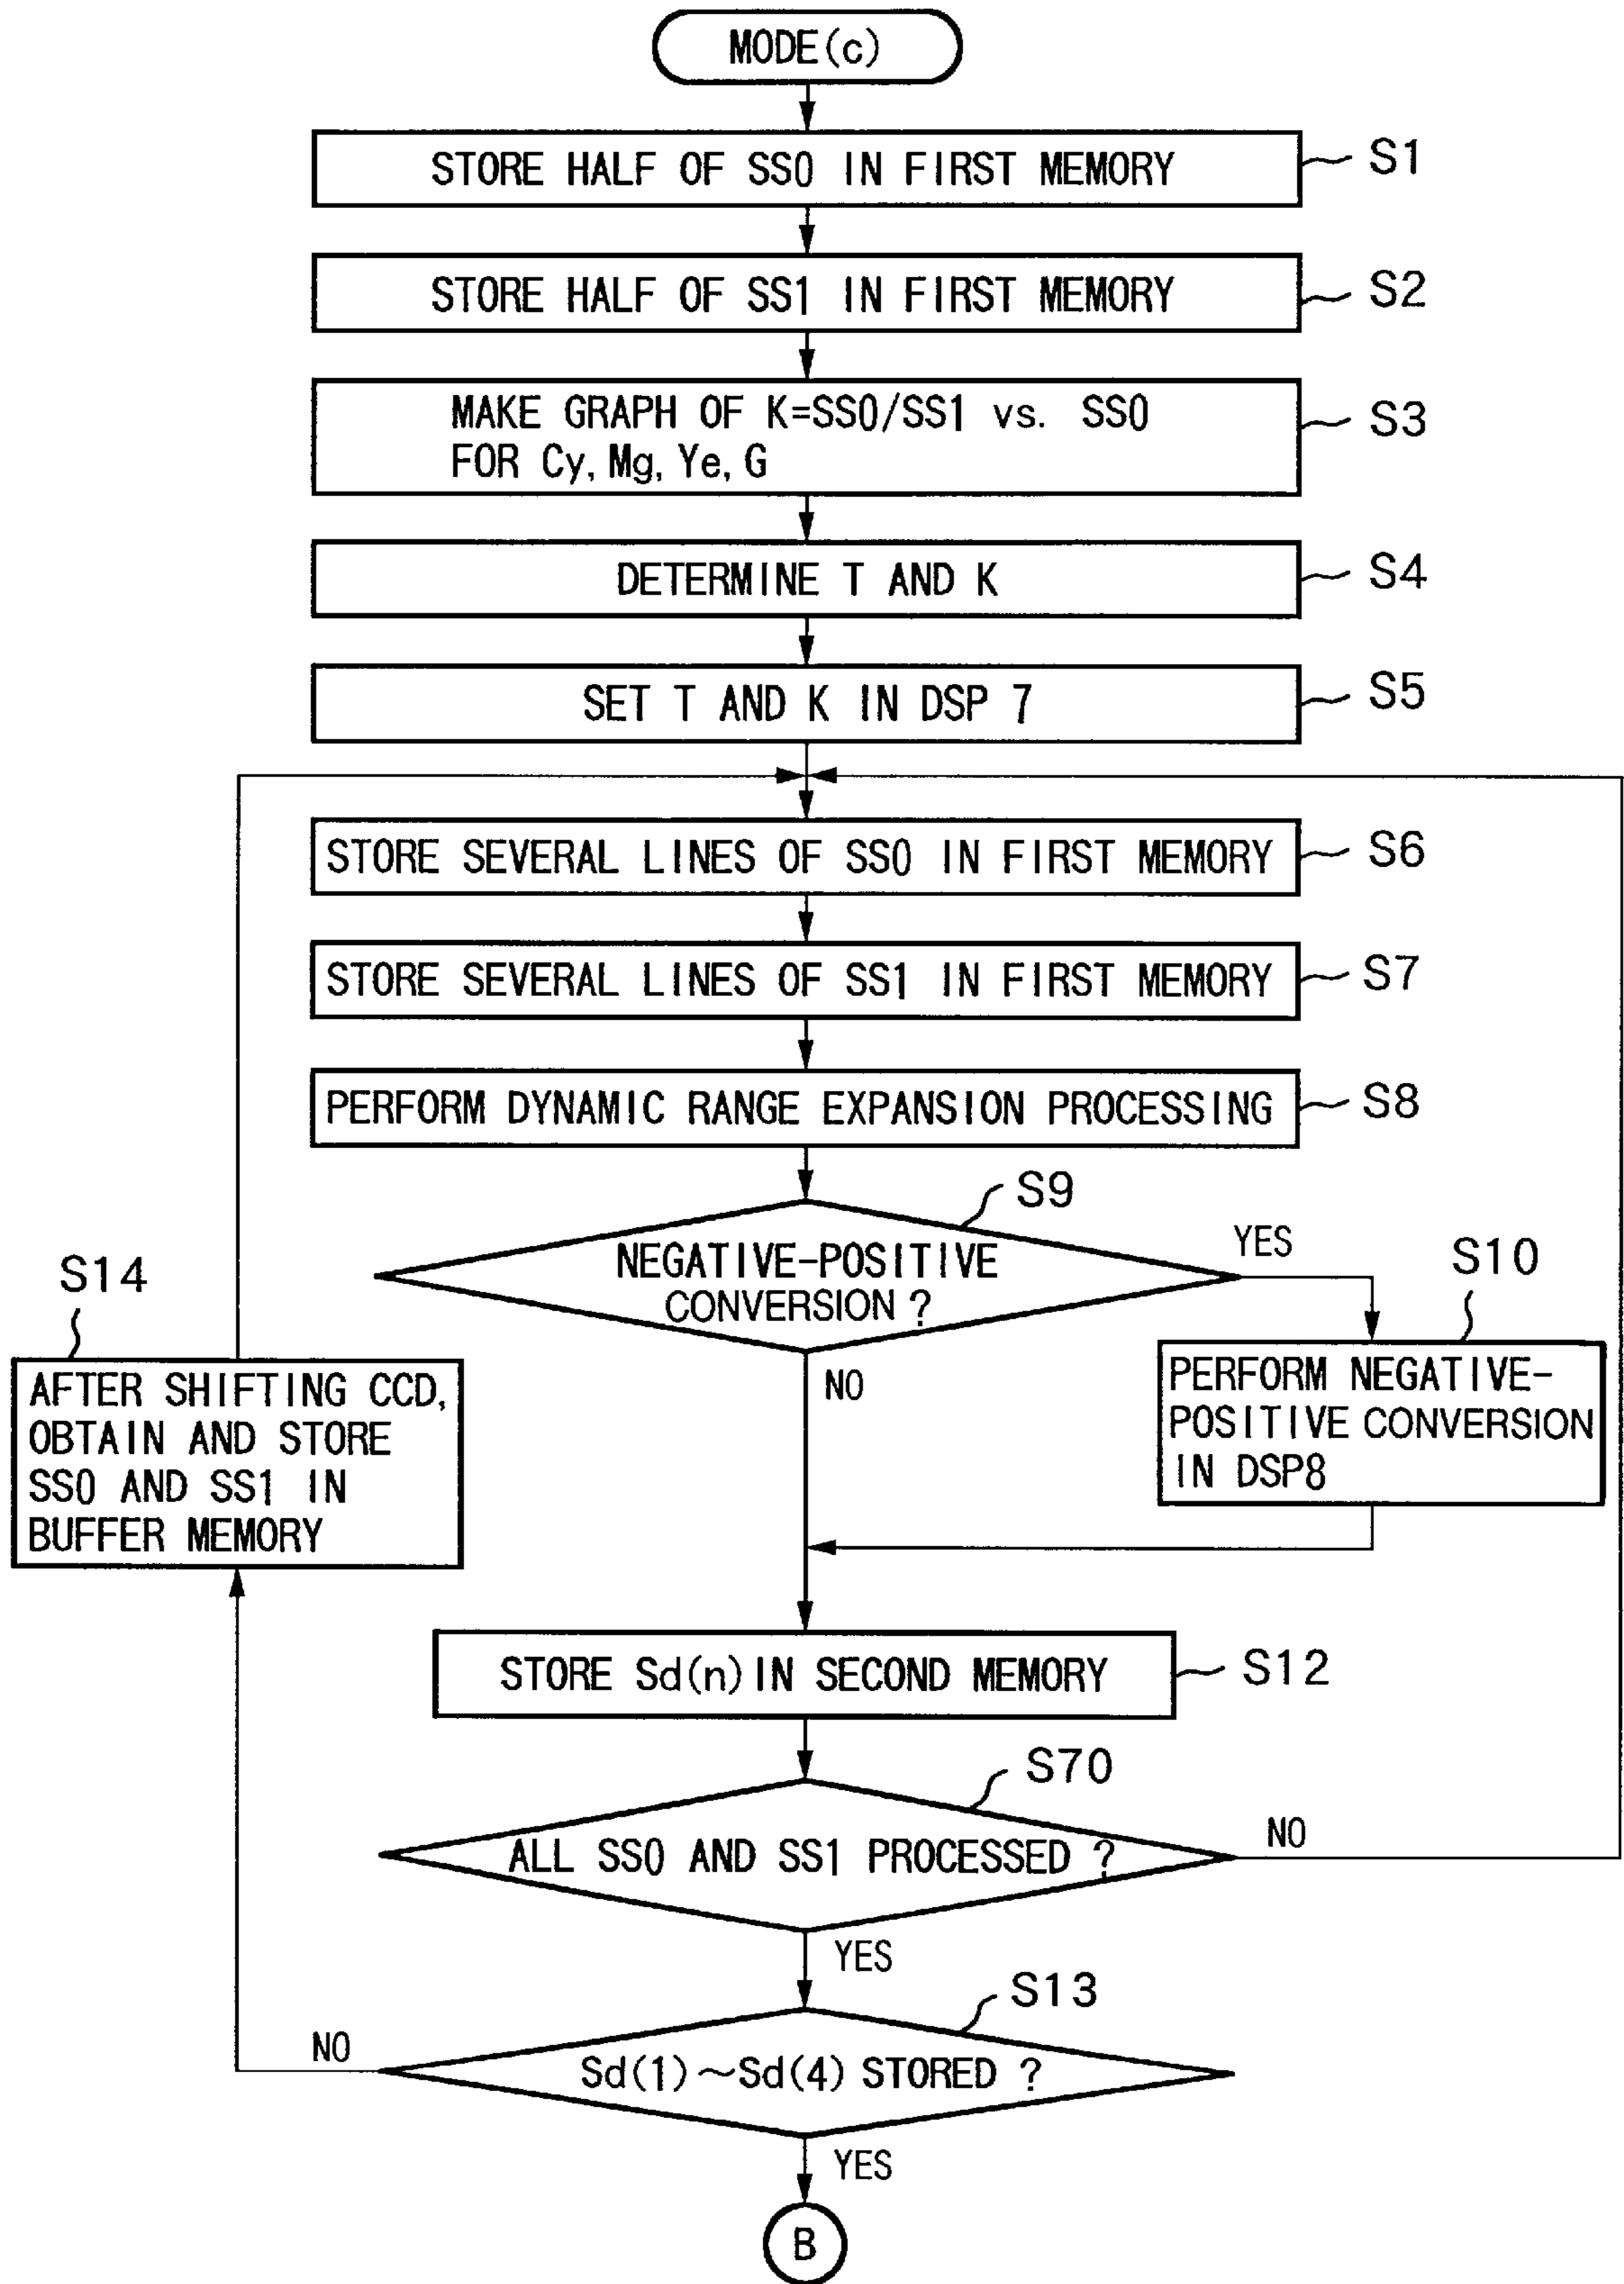 MODE(c)
STORE HALF OF SS0 IN FIRST MEMORY
S1
STORE HALF OF SS1 IN FIRST MEMORY
S2
MAKE GRAPH OF K=SS0/SS1 vs. SS0
FOR Cy, Mg, Ye, G
S3
DETERMINE T AND K
S4
SET T AND K IN DSP 7
S5
STORE SEVERAL LINES OF SS0 IN FIRST MEMORY
S6
STORE SEVERAL LINES OF SS1 IN FIRST MEMORY
S7
PERFORM DYNAMIC RANGE EXPANSION PROCESSING
S8
S9
NEGATIVE-POSITIVE
CONVERSION ?
YES
NO
S10
PERFORM NEGATIVE-
POSITIVE CONVERSION
IN DSP8
S14
AFTER SHIFTING CCD,
OBTAIN AND STORE
SS0 AND SS1 IN
BUFFER MEMORY
STORE Sd(n) IN SECOND MEMORY
S12
S70
ALL SS0 AND SS1 PROCESSED ?
NO
YES
S13
Sd(1)~Sd(4) STORED ?
NO
YES
B